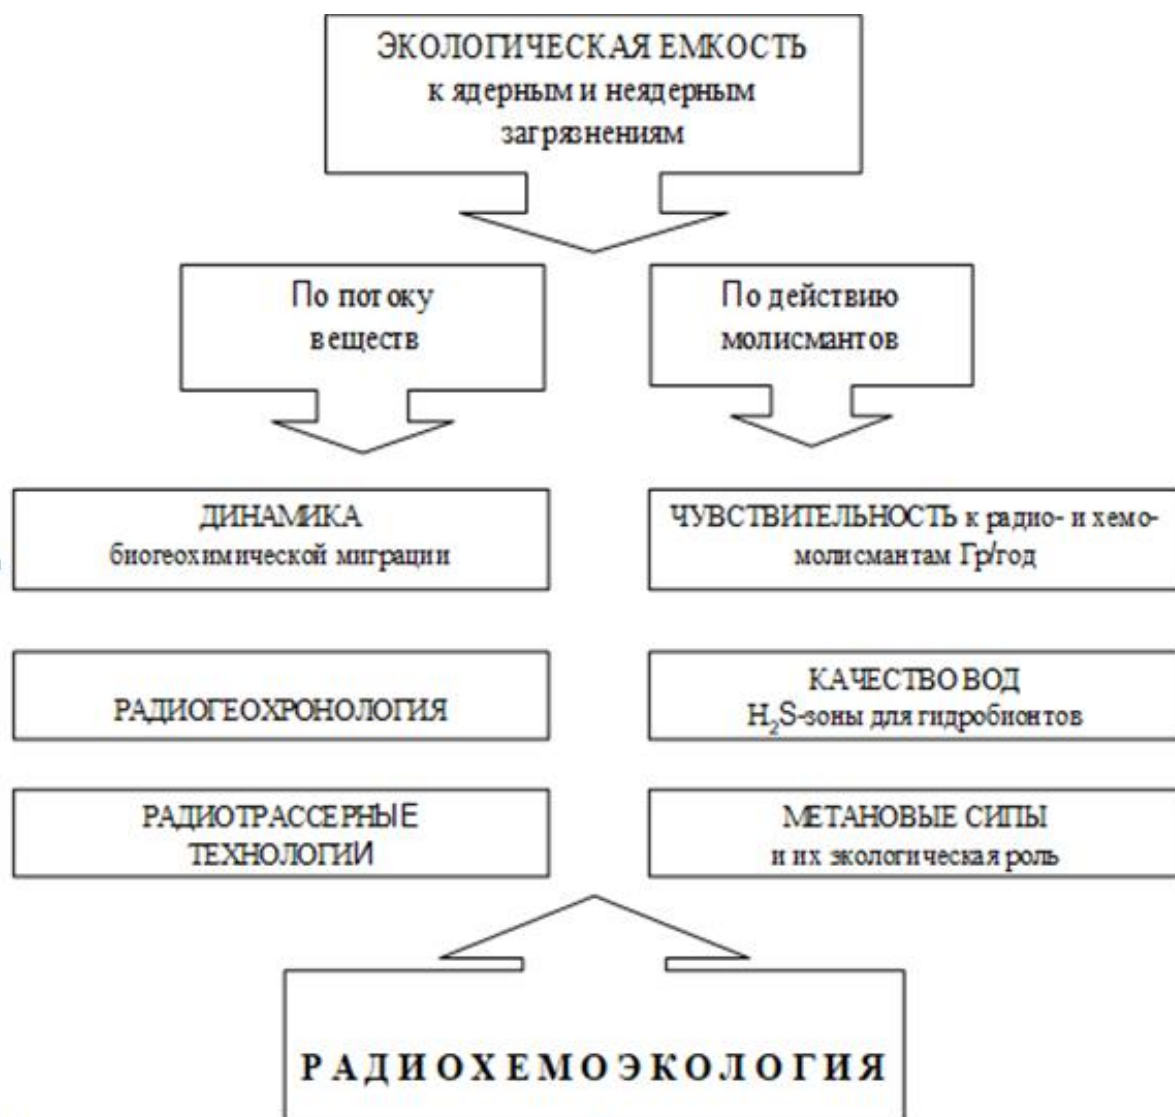 ЭКОЛОГИЧЕСКАЯ ЕМКОСТЬ
к ядерным и неядерным
загрязнениям
По потоку
веществ
По действию
молисмантов
ДИНАМИКА
биогеохимической миграции
ЧУВСТВИТЕЛЬНОСТЬ к радио- и хемо-
молисмантам Гр/год
РАДИОГЕОХРОНОЛОГИЯ
КАЧЕСТВО ВОД
H₂S-зоны для гидробионтов
РАДИОТРАССЕРНЫЕ
ТЕХНОЛОГИИ
МЕТАНОВЫЕ СИПЫ
и их экологическая роль
РАДИОХЕМОЭКОЛОГИЯ